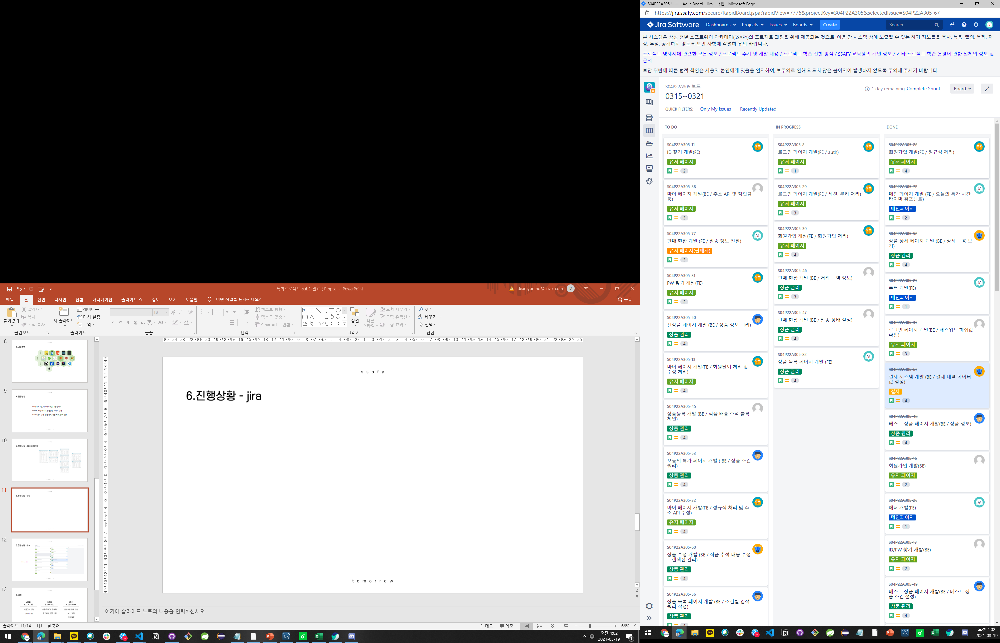 특화프로젝트-sub2-발표 (1).pptx - PowerPoint
dearhyunmo@naver.com
D
파일
홈
삽입
디자인
전환
애니메이션
슬라이드 쇼
검토
보기
도움말
어떤 작업을 원하시나요?
공유
붙여넣기
잘라내기
복사
서식 복사
클립보드
새 슬라이드
레이아웃
다시 설정
구역
슬라이드
18
글꼴
텍스트 방향
텍스트 맞춤
SmartArt로 변환
단락
정렬
빠른 스타일
도형 채우기
도형 윤곽선
도형 효과
그리기
찾기
바꾸기
선택
편집
8
5.기술스택
9
6.진행상황
10
6.진행상황 - ER다이어그램
11
6.진행상황 - jira
12
6.진행상황 - jira
13
6.계획
4주차
3.22 ~ 3.26
5주차
3.29 ~ 4.02
6주차
4.05 ~ 4.09
s s a f y
6.진행상황 - jira
t o m o r r o w
여기에 슬라이드 노트의 내용을 입력하십시오
슬라이드 11/14
한국어
메모
메모
66%
오전 4:02
2021-03-19
S04P22A305 보드 - Agile Board - Jira - 개인 - Microsoft Edge
https://jira.ssafy.com/secure/RapidBoard.jspa?rapidView=7776&projectKey=S04P22A305&selectedIssue=S04P22A305-67
Jira Software
Dashboards
Projects
Issues
Boards
Create
Search
본 시스템은 삼성 청년 소프트웨어 아카데미(SSAFY)의 프로젝트 과정을 위해 제공되는 것으로, 이용 간 시스템 상에 노출될 수 있는 하기 정보들을 복사, 녹음, 촬영, 복제, 저
장, 누설, 공개하지 않도록 보안 사항에 각별히 유의 바랍니다.
프로젝트 명세서에 관련한 모든 정보 / 프로젝트 주제 및 개발 내용 / 프로젝트 학습 진행 방식 / SSAFY 교육생의 개인 정보 / 기타 프로젝트 학습 운영에 관한 일체의 정보 및
문서
보안 위반에 따른 법적 책임은 사용자 본인에게 있음을 인지하여, 부주의로 인해 의도치 않은 불이익이 발생하지 않도록 주의해 주시기 바랍니다.
S04P22A305 보드
0315~0321
1 day remaining
Complete Sprint
Board
QUICK FILTERS:
Only My Issues
Recently Updated
TO DO
S04P22A305-11
ID 찾기 개발(FE)
유저 페이지
2
S04P22A305-38
마이 페이지 개발(BE / 주소 API 및 적립금
등)
유저 페이지
3
S04P22A305-77
판매 현황 개발 (FE / 발송 정보 전달)
유저 페이지(판매자)
3
S04P22A305-31
PW 찾기 개발(FE)
유저 페이지
2
S04P22A305-50
신상품 페이지 개발 (BE / 상품 정보 쿼리)
상품 관리
4
S04P22A305-13
마이 페이지 개발(FE / 회원탈퇴 처리 및
수정 처리)
유저 페이지
4
S04P22A305-45
상품등록 개발 (BE / 식품 배송 추적 블록
체인)
상품 관리
4
S04P22A305-53
오늘의 특가 페이지 개발 ( BE / 상품 조건
쿼리)
상품 관리
4
S04P22A305-32
마이 페이지 개발(FE / 정규식 처리 및 주
소 API 수정)
유저 페이지
4
S04P22A305-60
상품 수정 개발 (BE / 식품 추적 내용 수정
트랜잭션 관리)
상품 관리
4
S04P22A305-56
상품 목록 페이지 개발 (BE / 조건별 검색
쿼리 작성)
상품 관리
4
IN PROGRESS
S04P22A305-8
로그인 페이지 개발(FE / auth)
유저 페이지
1
S04P22A305-29
로그인 페이지 개발(FE / 세션, 쿠키 처리)
유저 페이지
3
S04P22A305-30
회원가입 개발(FE / 회원가입 처리)
유저 페이지
4
S04P22A305-46
판매 현황 개발 (BE / 거래 내역 정보)
상품 관리
3
S04P22A305-47
판매 현황 개발 (BE / 발송 상태 설정)
상품 관리
4
S04P22A305-82
상품 목록 페이지 개발 (FE)
상품 관리
4
DONE
S04P22A305-28
회원가입 개발(FE / 정규식 처리)
유저 페이지
4
S04P22A305-72
메인 페이지 개발 (FE / 오늘의 특가 시간
타이머 컴포넌트)
메인페이지
2
S04P22A305-58
상품 상세 페이지 개발 (BE / 상세 내용 보
기)
상품 관리
4
S04P22A305-27
푸터 개발(FE)
메인페이지
1
S04P22A305-37
로그인 페이지 개발(BE / 패스워드 해쉬값
확인)
유저 페이지
3
S04P22A305-67
결제 시스템 개발 (BE / 결제 내역 데이터
값 설정)
결제
4
S04P22A305-48
베스트 상품 페이지 개발(BE / 상품 정보)
상품 관리
4
S04P22A305-16
회원가입 개발(BE)
유저 페이지
2
S04P22A305-26
헤더 개발(FE)
메인페이지
1
S04P22A305-17
ID/PW 찾기 개발(BE)
유저 페이지
2
S04P22A305-49
베스트 상품 페이지 개발(BE / 베스트 상
품 조건 설정)
상품 관리
4
오전 4:02
2021-03-19